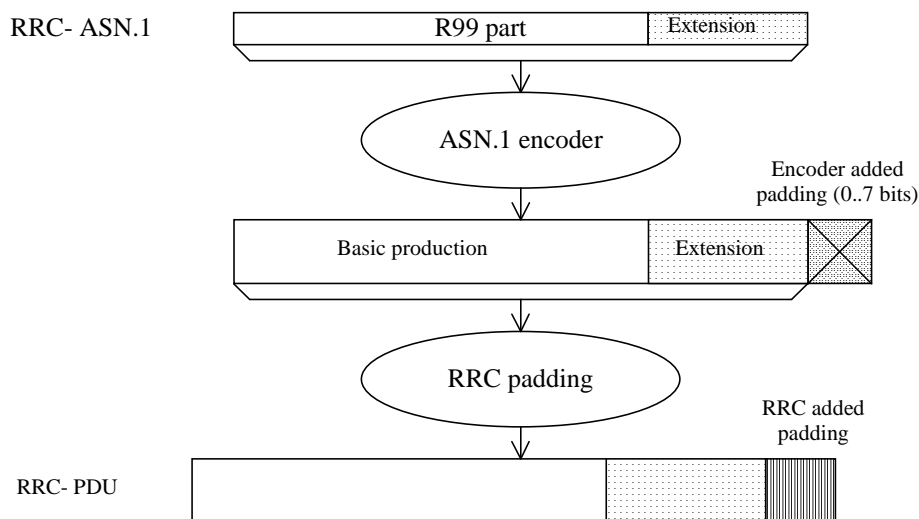 RRC- ASN.1
R99 part
Extension
ASN.1 encoder
Encoder added
padding (0..7 bits)
Basic production
Extension
RRC padding
RRC added
padding
RRC- PDU